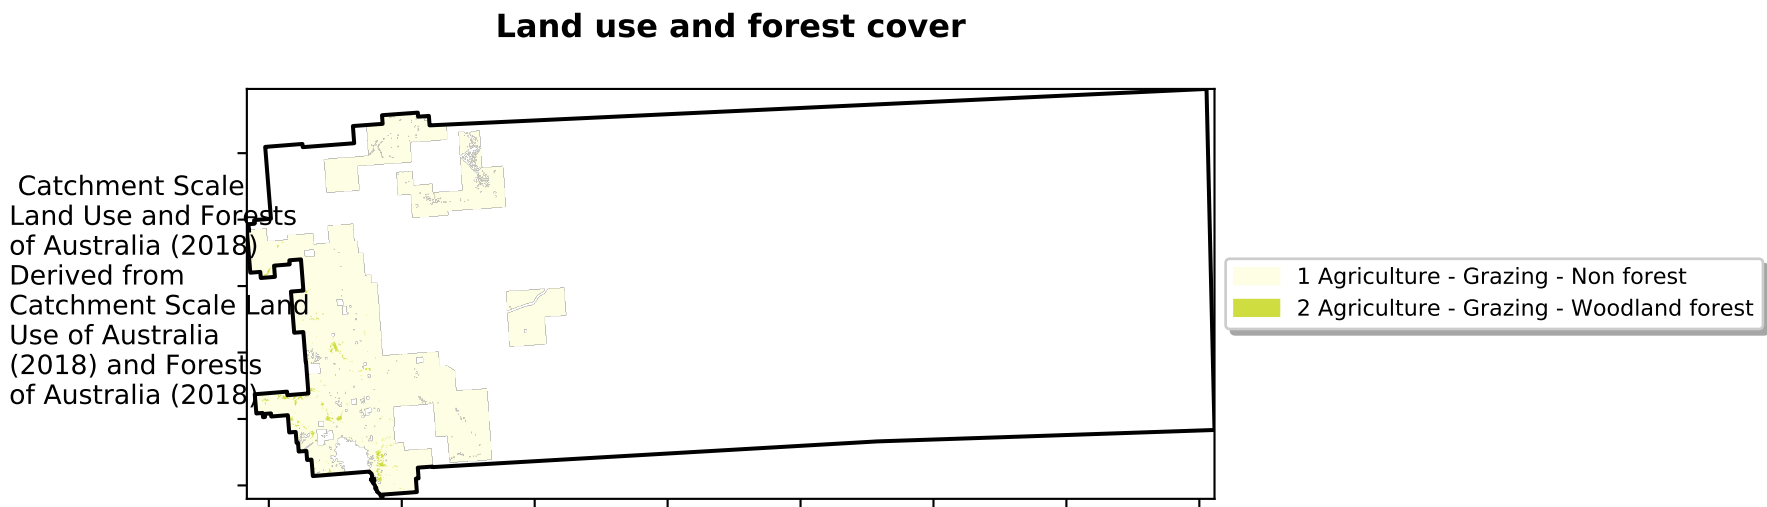 Land use and forest cover
Catchment Scale
Land Use and Forests
of Australia (2018)
Derived from
Catchment Scale Land
Use of Australia
(2018) and Forests
of Australia (2018)
1 Agriculture - Grazing - Non forest
2 Agriculture - Grazing - Woodland forest